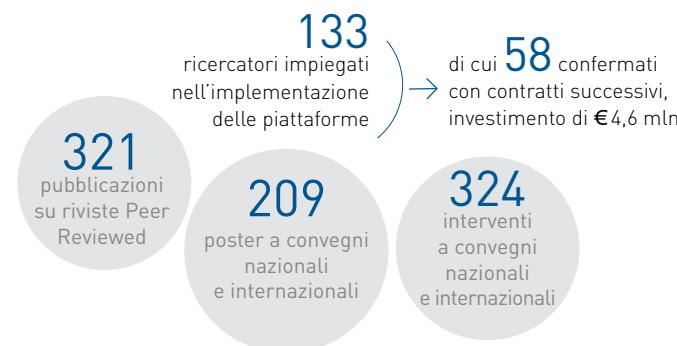 133
ricercatori impiegati
nell'implementazione
delle piattaforme
di cui 58 confermati
con contratti successivi,
investimento di €4,6 mln
321
pubblicazioni
su riviste Peer
Reviewed
209
poster a convegni
nazionali
e internazionali
324
interventi
a convegni
nazionali
e internazionali